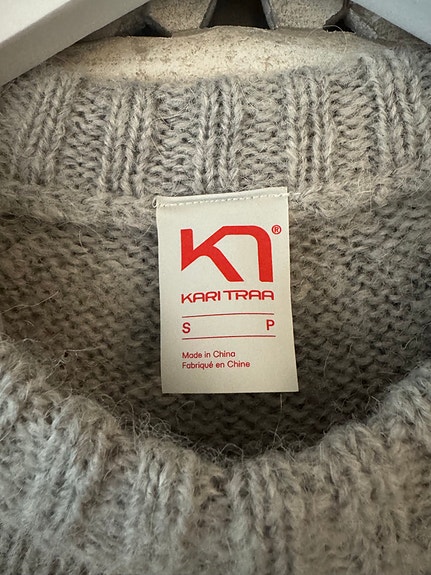 ®
KARI TRAA
S P
Made in China
Fabriqué en Chine